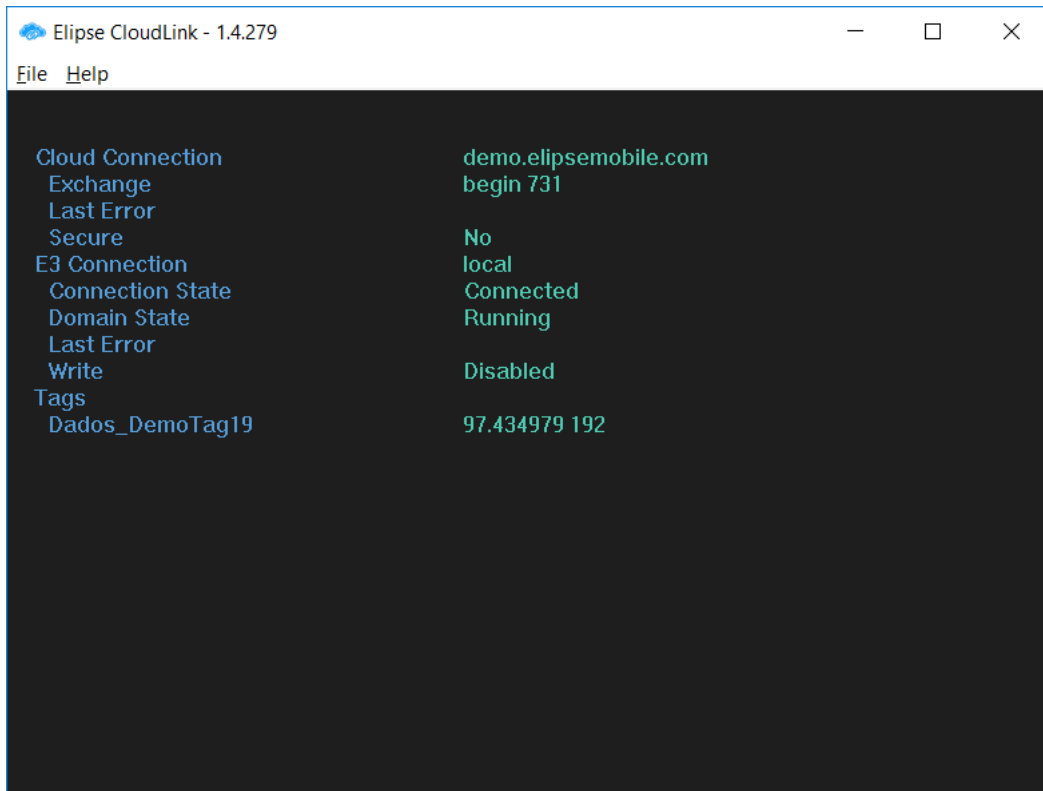 Elipse CloudLink - 1.4.279
File Help
Cloud Connection demo.elipsemobile.com
Exchange begin 731
Last Error
Secure No
E3 Connection local
Connection State Connected
Domain State Running
Last Error
Write Disabled
Tags
Dados_DemoTag19 97.434979 192